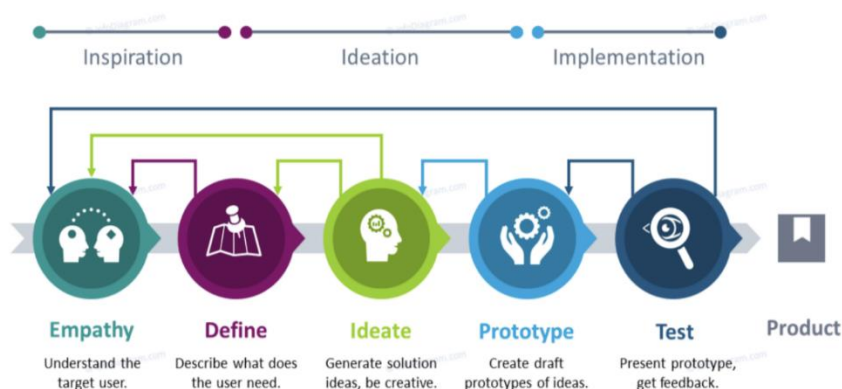 Inspiration
Ideation
Implementation
Empathy
Define
Ideate
Prototype
Test
Product
Understand the
target user.
Describe what does
the user need.
Generate solution
ideas, be creative.
Create draft
prototypes of ideas.
Present prototype,
get feedback.